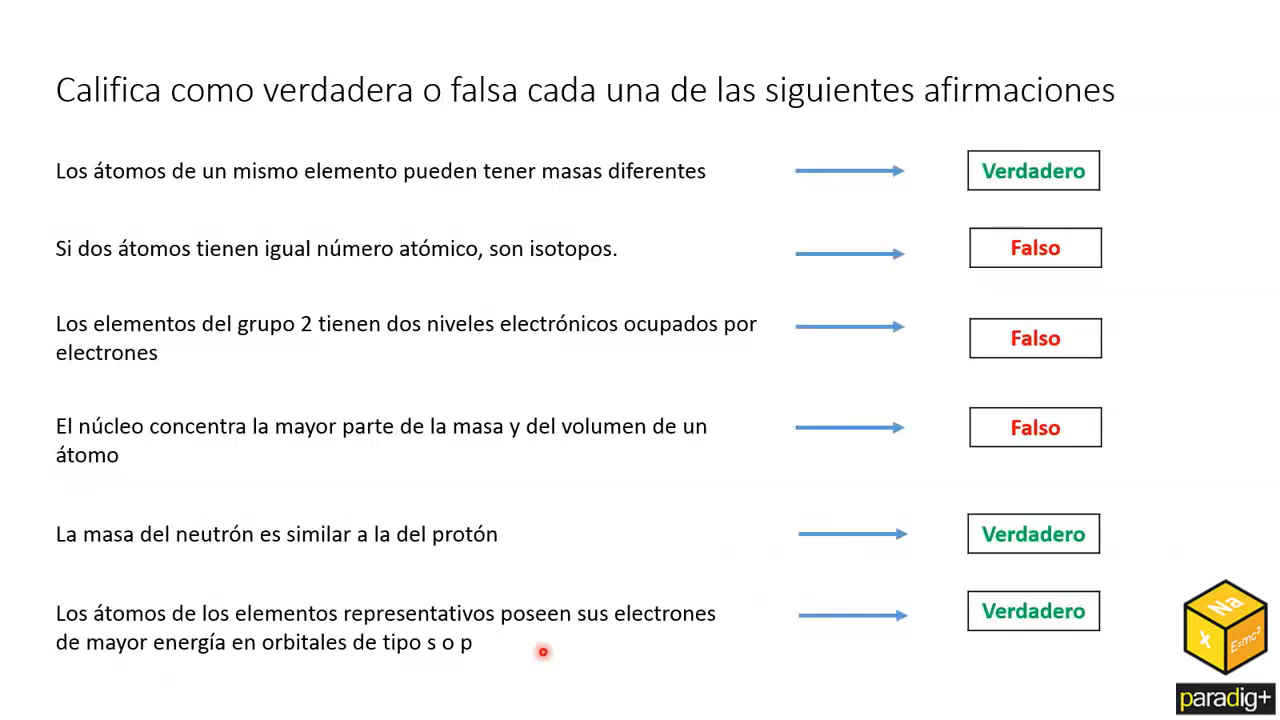 Califica como verdadera o falsa cada una de las siguientes afirmaciones
Los átomos de un mismo elemento pueden tener masas diferentes
Verdadero
Si dos átomos tienen igual número atómico, son isotopos.
Falso
Los elementos del grupo 2 tienen dos niveles electrónicos ocupados por
electrones
Falso
El núcleo concentra la mayor parte de la masa y del volumen de un
átomo
Falso
La masa del neutrón es similar a la del protón
Verdadero
Los átomos de los elementos representativos poseen sus electrones
de mayor energía en orbitales de tipo s o p
Verdadero
Na
X
E=mc²
paradig+